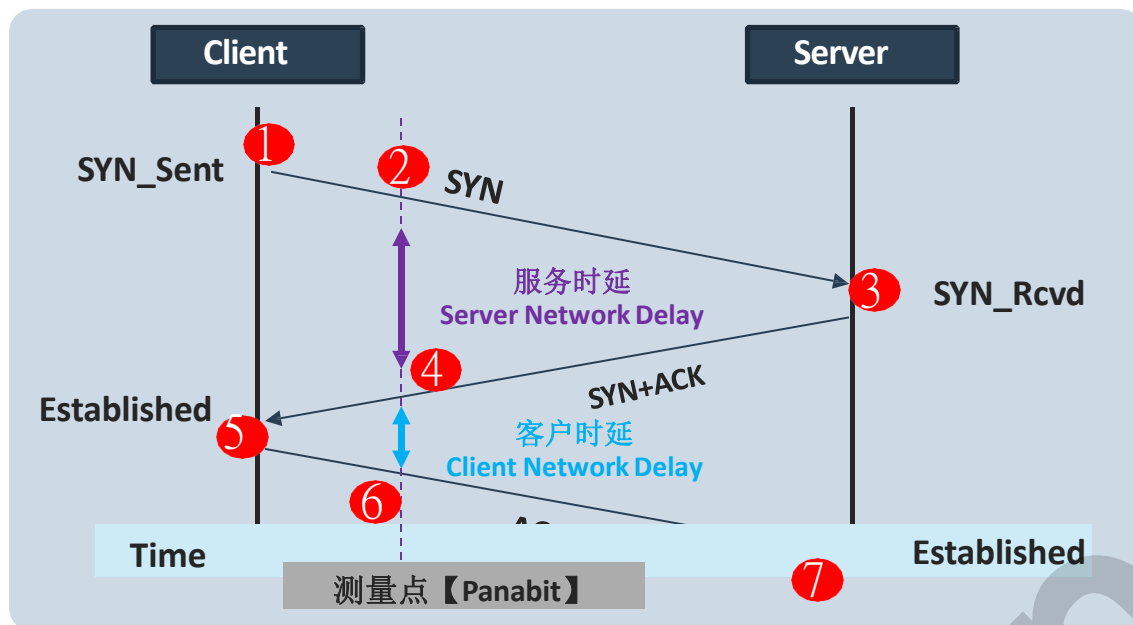 Client
Server
1
SYN_Sent
2
SYN
服务时延
Server Network Delay
3
SYN_Rcvd
4
SYN+ACK
Established
5
客户时延
Client Network Delay
6
Time
Established
7
测量点【Panabit】